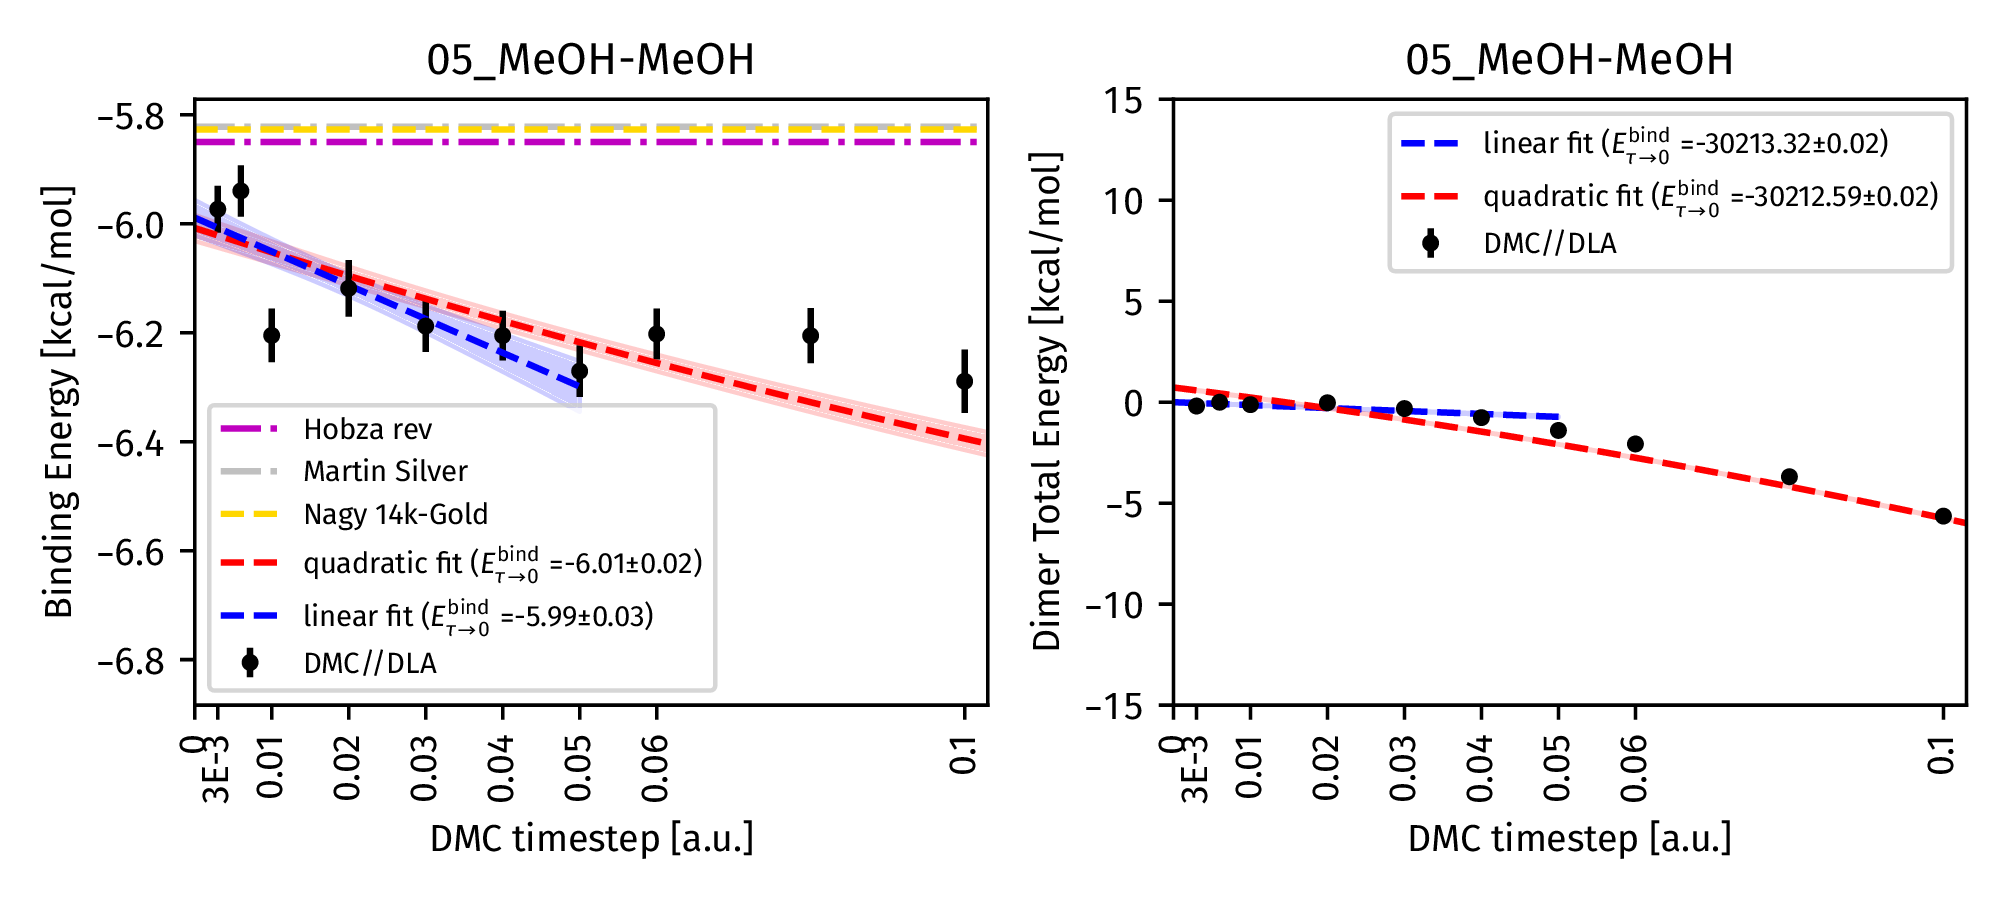 05_MeOH-MeOH
Binding Energy [kcal/mol]
−5.8
−6.0
−6.2
−6.4
−6.6
−6.8
Hobza rev
Martin Silver
Nagy 14k-Gold
quadratic fit (E^bind_τ→0 =-6.01±0.02)
linear fit (E^bind_τ→0 =-5.99±0.03)
DMC//DLA
0
3E-3
0.01
0.02
0.03
0.04
0.05
0.06
0.1
DMC timestep [a.u.]
05_MeOH-MeOH
Dimer Total Energy [kcal/mol]
15
10
5
0
−5
−10
−15
linear fit (E^bind_τ→0 =-30213.32±0.02)
quadratic fit (E^bind_τ→0 =-30212.59±0.02)
DMC//DLA
0
3E-3
0.01
0.02
0.03
0.04
0.05
0.06
0.1
DMC timestep [a.u.]